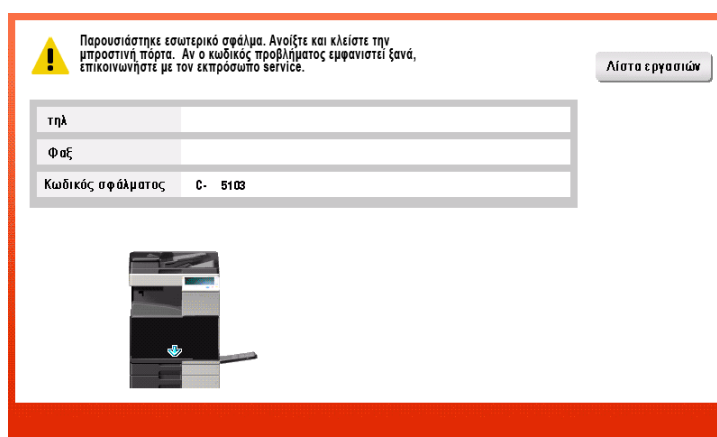 Παρουσιάστηκε εσωτερικό σφάλμα. Ανοίξτε και κλείστε την
μπροστινή πόρτα. Αν ο κωδικός προβλήματος εμφανιστεί ξανά,
επικοινωνήστε με τον εκπρόσωπο service.
Λίστα εργασιών
τηλ
Φαξ
Κωδικός σφάλματος C- 5103